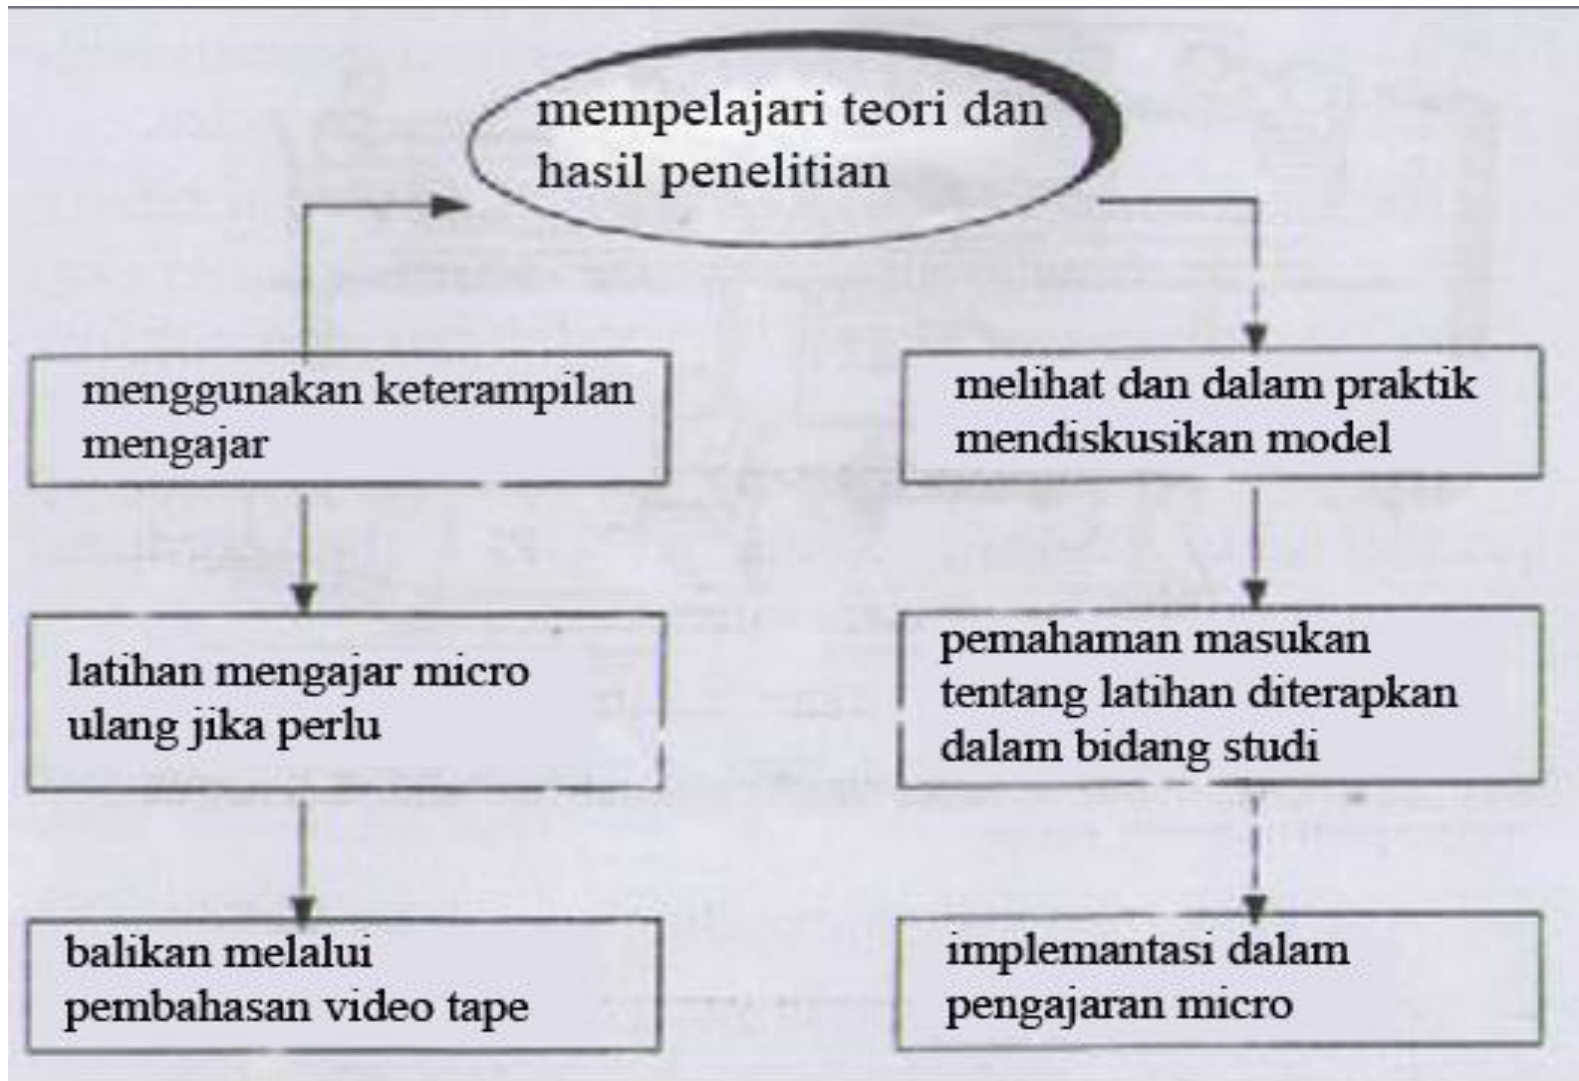 mempelajari teori dan
hasil penelitian
menggunakan keterampilan
mengajar
melihat dan dalam praktik
mendiskusikan model
latihan mengajar micro
ulang jika perlu
pemahaman masukan
tentang latihan diterapkan
dalam bidang studi
balikan melalui
pembahasan video tape
implemantasi dalam
pengajaran micro